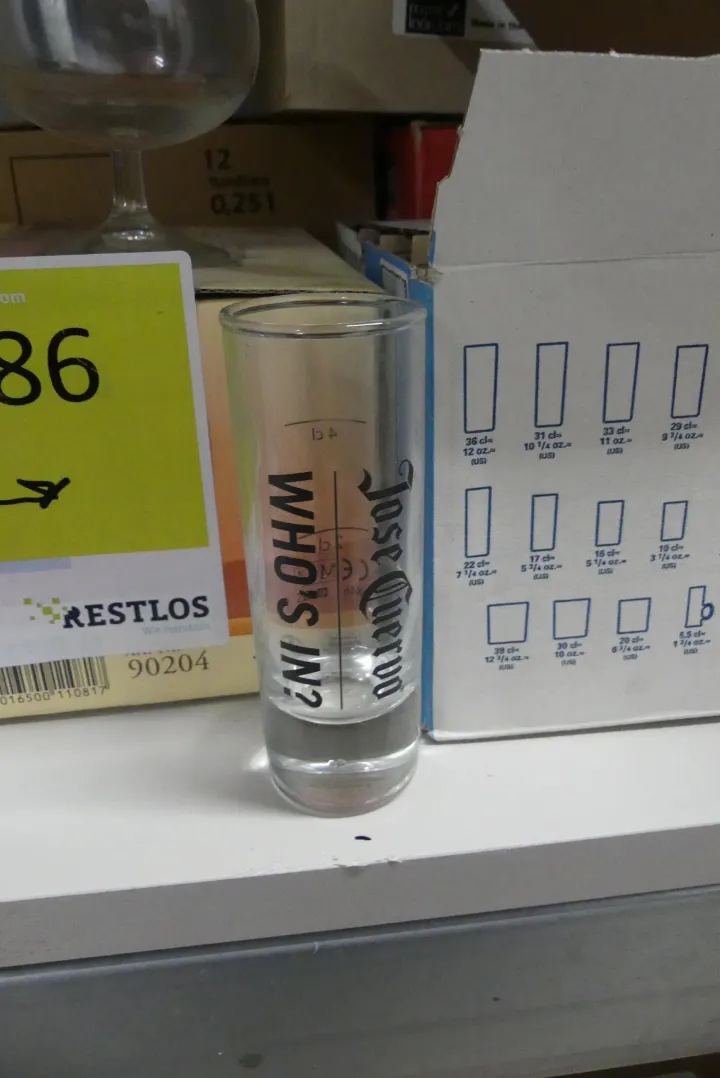 12
0,25 l
om
86
RESTLOS
016500 110817
90204
4 cl
2 cl
CE M
Jose Cuervo
WHO'S IN?
36 cl=
12 oz.=
(US)
31 cl=
10 1/4 oz.=
(US)
33 cl=
11 oz.=
(US)
29 cl=
9 3/4 oz.=
(US)
22 cl=
7 1/4 oz.=
(US)
17 cl=
5 3/4 oz.=
(US)
15 cl=
5 1/4 oz.=
(US)
10 cl=
3 1/4 oz.=
(US)
39 cl=
12 3/4 oz.=
(US)
30 cl=
10 oz.=
(US)
20 cl=
6 3/4 oz.=
(US)
5,5 cl=
1 3/4 oz.=
(US)